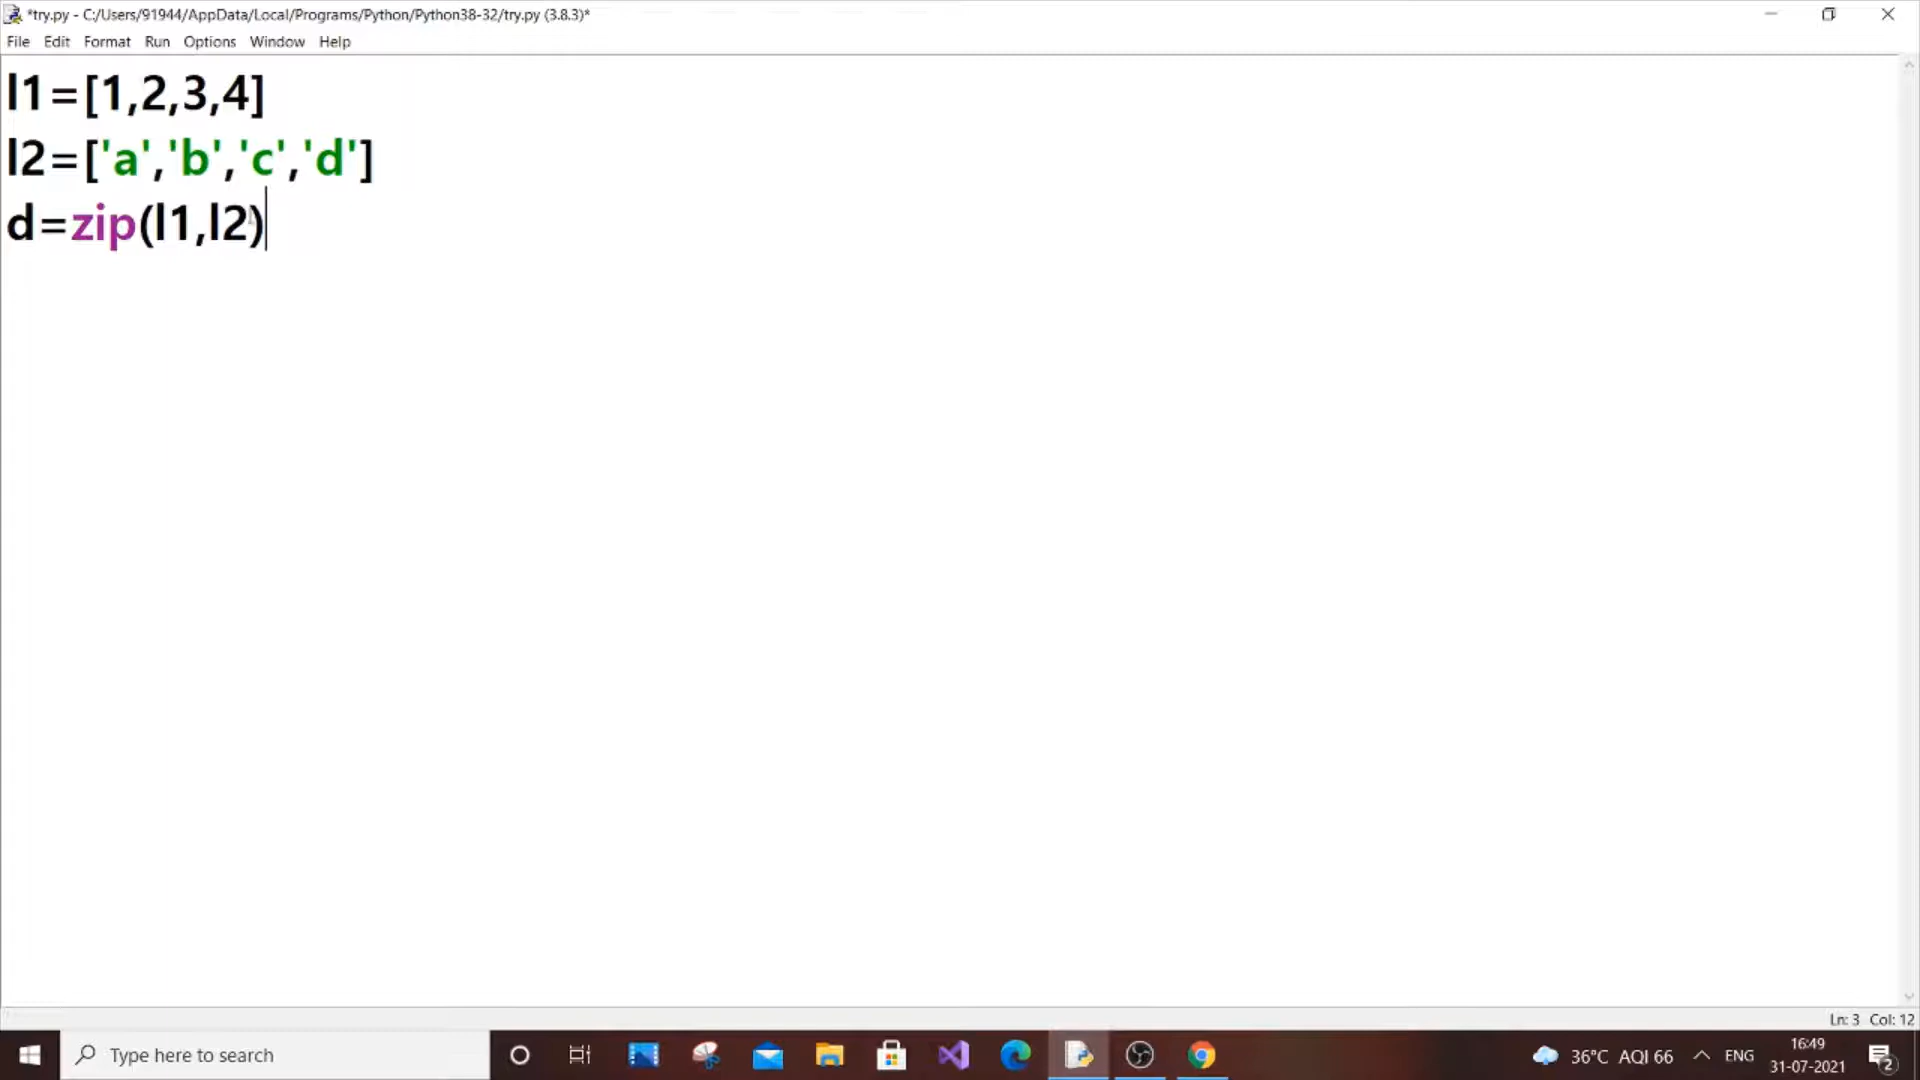 *try.py - C:/Users/91944/AppData/Local/Programs/Python/Python38-32/try.py (3.8.3)*
File Edit Format Run Options Window Help
l1=[1,2,3,4]
l2=['a','b','c','d']
d=zip(l1,l2)
Ln: 3 Col: 12
Type here to search
36°C AQI 66
ENG
16:49
31-07-2021
2